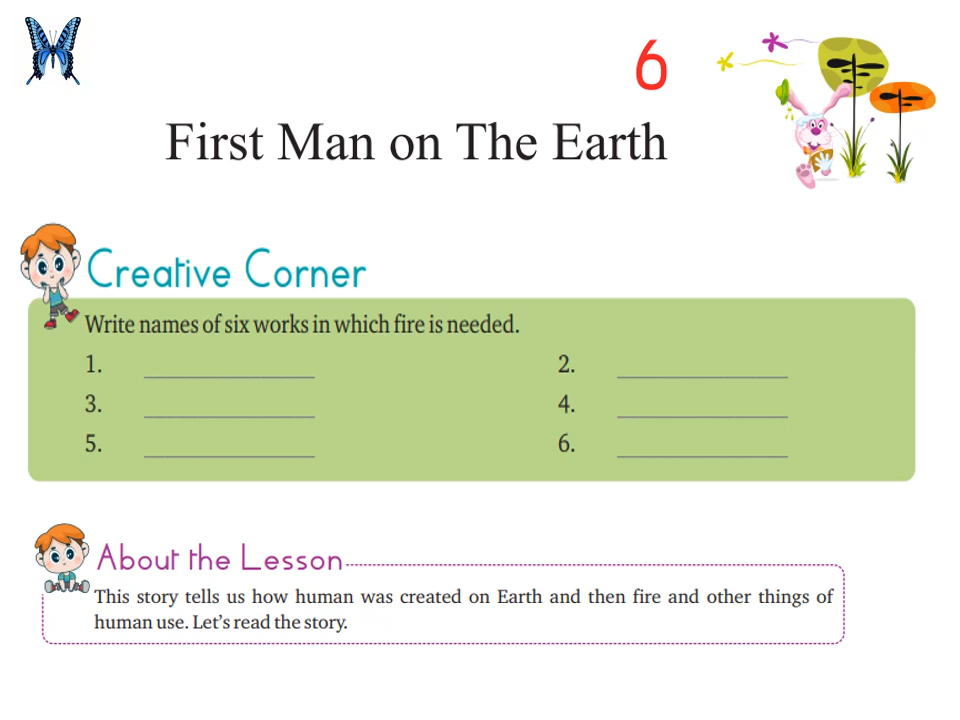 6
First Man on The Earth
Creative Corner
Write names of six works in which fire is needed.
1. 2.
3. 4.
5. 6.
About the Lesson
This story tells us how human was created on Earth and then fire and other things of
human use. Let's read the story.